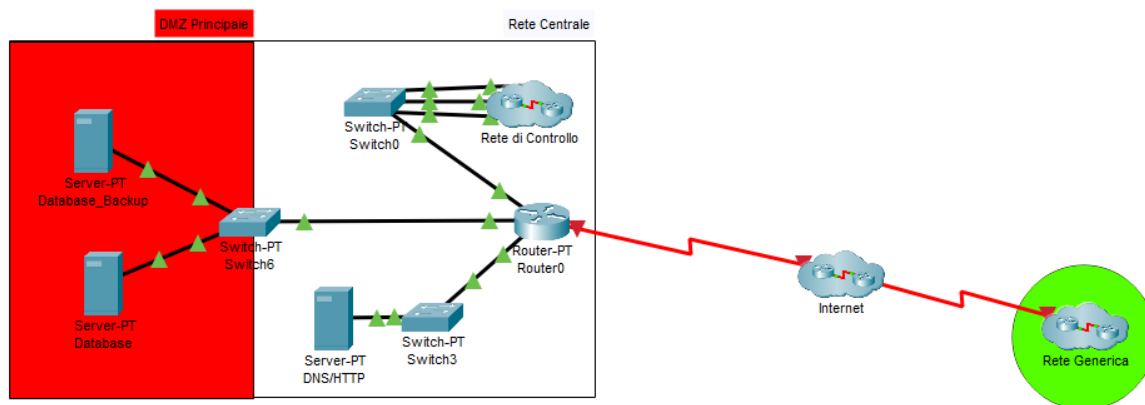 DMZ Principale
Rete Centrale
Switch-PT
Switch0
Rete di Controllo
Server-PT
Database_Backup
Switch-PT
Switch6
Router-PT
Router0
Server-PT
Database
Server-PT
DNS/HTTP
Switch-PT
Switch3
Internet
Rete Generica